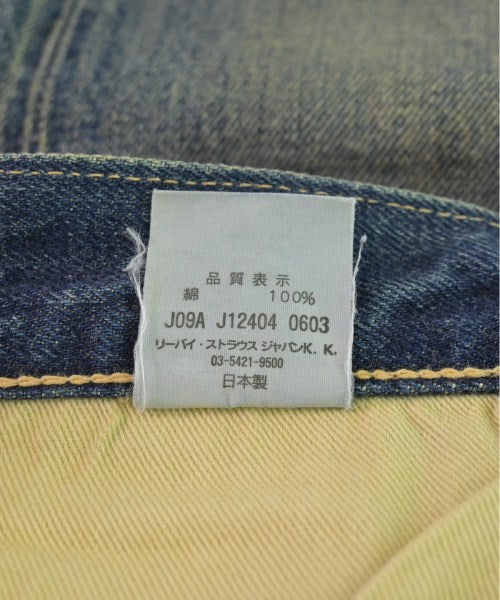 品質表示
綿 100%
J09A J12404 0603
リーバイ・ストラウス ジャパンK. K.
03-5421-9500
日本製